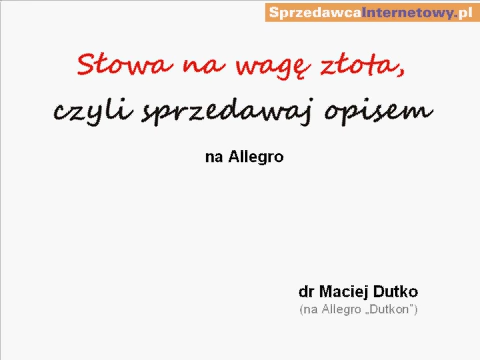 SprzedawcaInternetowy.pl
Słowa na wagę złota,
czyli sprzedawaj opisem
na Allegro
dr Maciej Dutko
(na Allegro „Dutkon”)